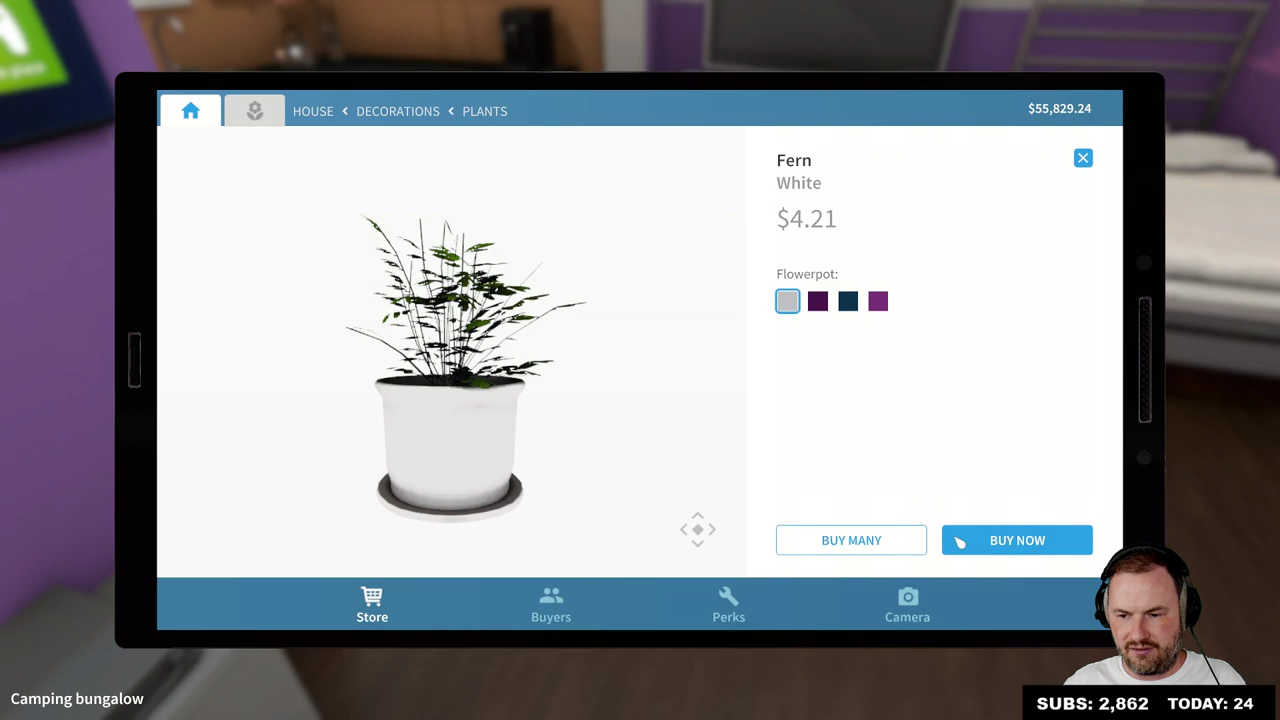 HOUSE < DECORATIONS < PLANTS
$55,829.24
Fern
White
$4.21
Flowerpot:
BUY MANY
BUY NOW
Store
Buyers
Perks
Camera
Camping bungalow
SUBS: 2,862 TODAY: 24